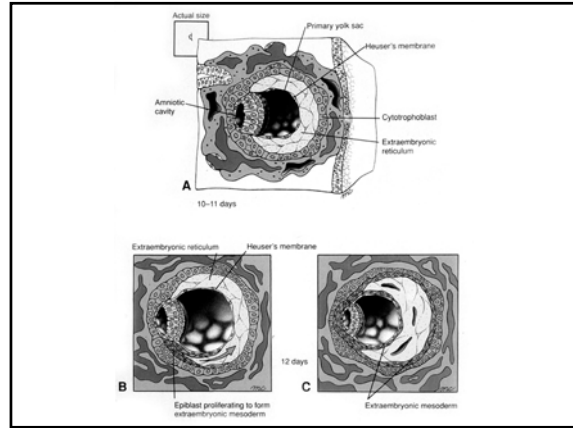 Actual size
Primary yolk sac
Heuser's membrane
Amniotic
cavity
Cytotrophoblast
Extraembryonic
reticulum
A
10–11 days
Extraembryonic reticulum
Heuser's membrane
B
12 days
C
Epiblast proliferating to form
extraembryonic mesoderm
Extraembryonic mesoderm